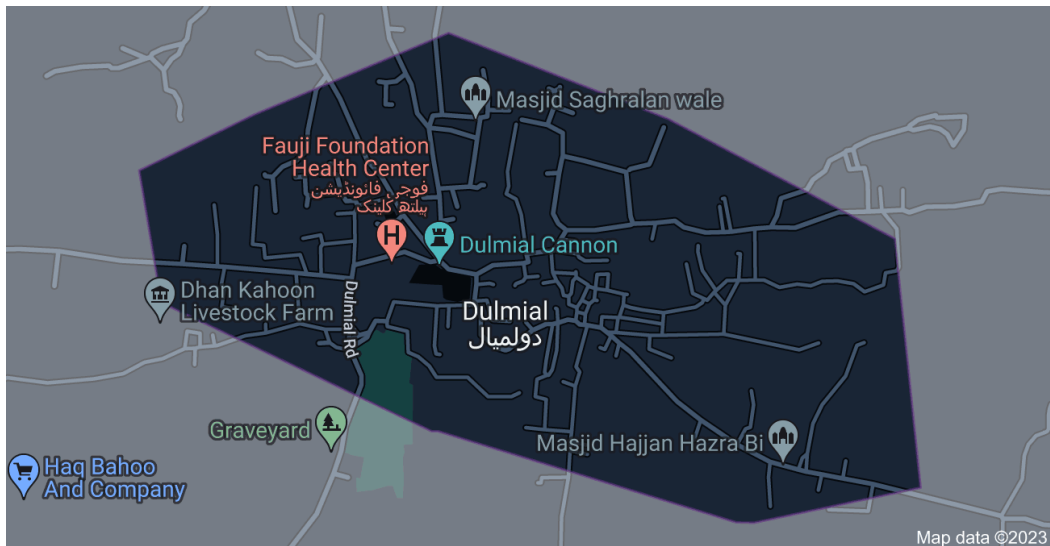 Masjid Saghralan wale
Fauji Foundation
Health Center
فوجی فائونڈیشن
ہیلتھ کلینک
Dulmial Cannon
Dhan Kahoon
Livestock Farm
Dulmial Rd
Dulmial
دولمیال
Graveyard
Masjid Hajjan Hazra Bi
Haq Bahoo
And Company
Map data ©2023